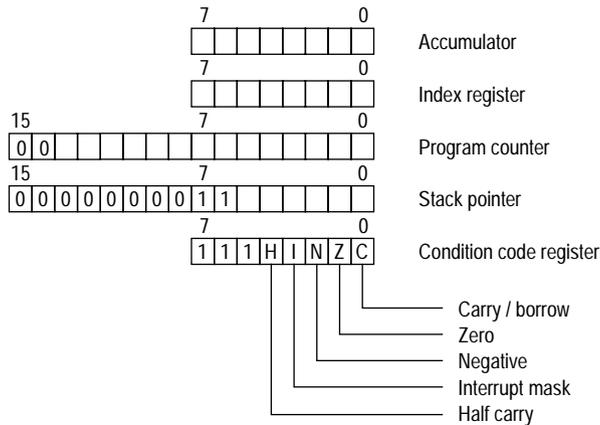 7 0
Accumulator
7 0
Index register
15 7 0
0 0 Program counter
15 7 0
0 0 0 0 0 0 0 0 1 1 Stack pointer
7 0
1 1 1 H I N Z C Condition code register
Carry / borrow
Zero
Negative
Interrupt mask
Half carry